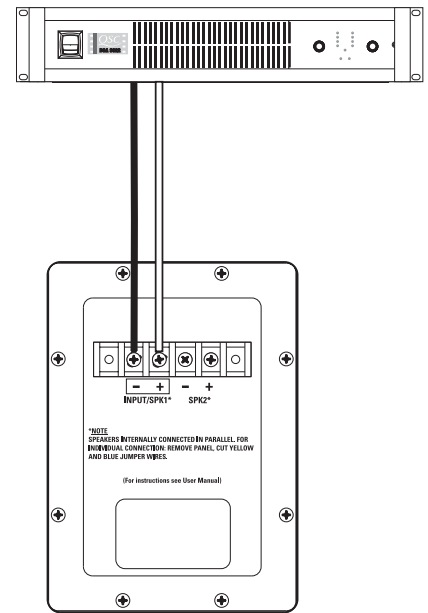 QSC
− + − +
INPUT/SPK1* SPK2*
*NOTE
SPEAKERS INTERNALLY CONNECTED IN PARALLEL. FOR
INDIVIDUAL CONNECTION: REMOVE PANEL, CUT YELLOW
AND BLUE JUMPER WIRES.
(For instructions see User Manual)